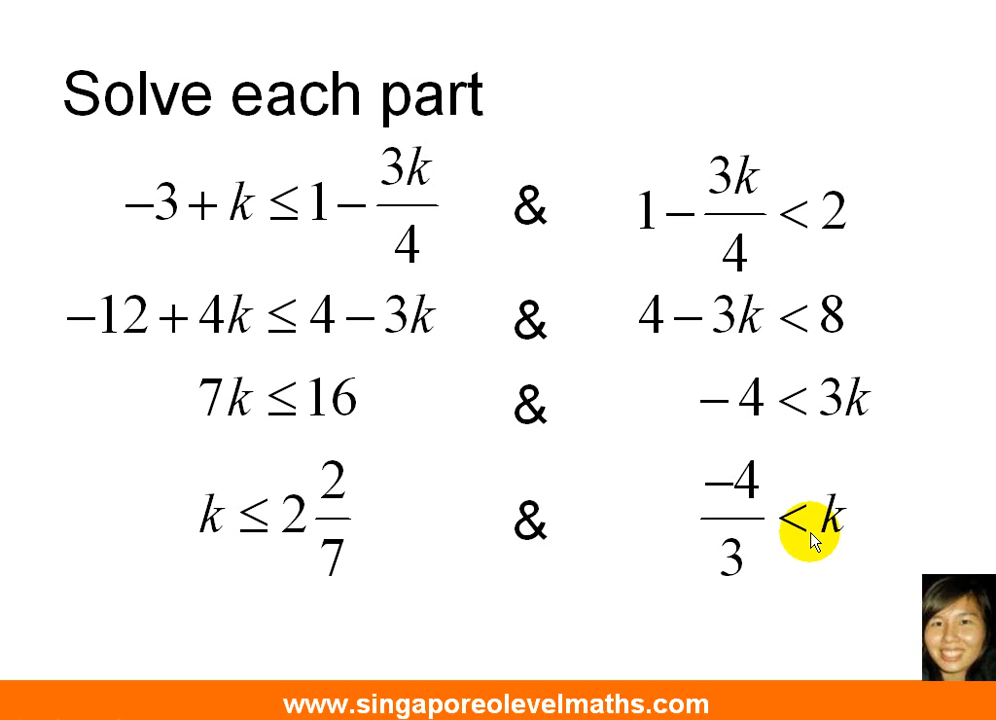 Solve each part
−3 + k ≤ 1 − 3k/4 & 1 − 3k/4 < 2
−12 + 4k ≤ 4 − 3k & 4 − 3k < 8
7k ≤ 16 & −4 < 3k
k ≤ 2 2/7 & −4/3 < k
www.singaporeolevelmaths.com